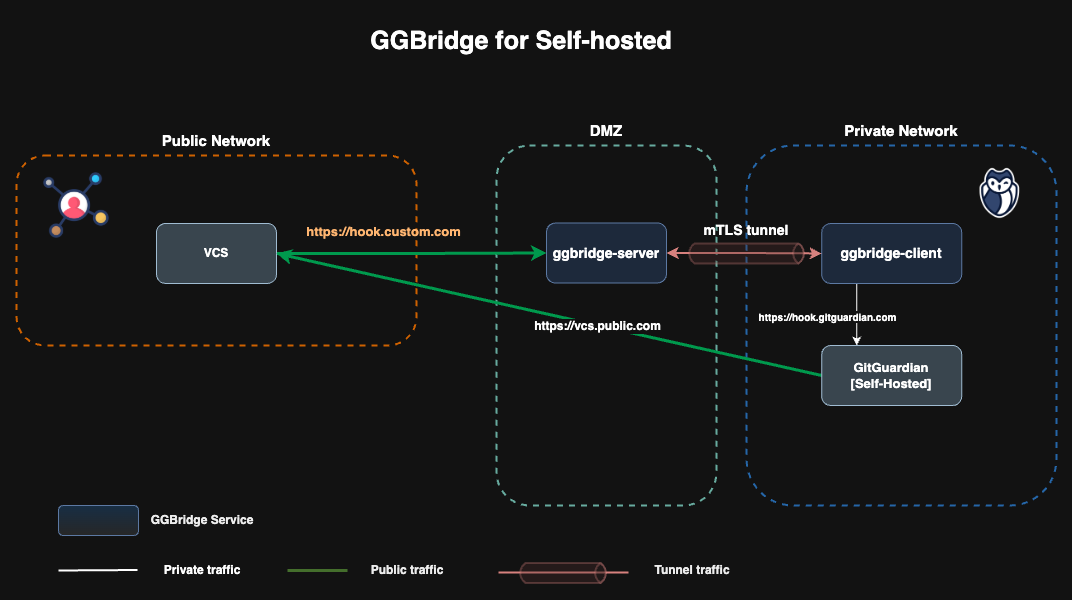 GGBridge for Self-hosted
Public Network
DMZ
Private Network
VCS
https://hook.custom.com
ggbridge-server
mTLS tunnel
ggbridge-client
https://vcs.public.com
https://hook.gitguardian.com
GitGuardian
[Self-Hosted]
GGBridge Service
Private traffic
Public traffic
Tunnel traffic